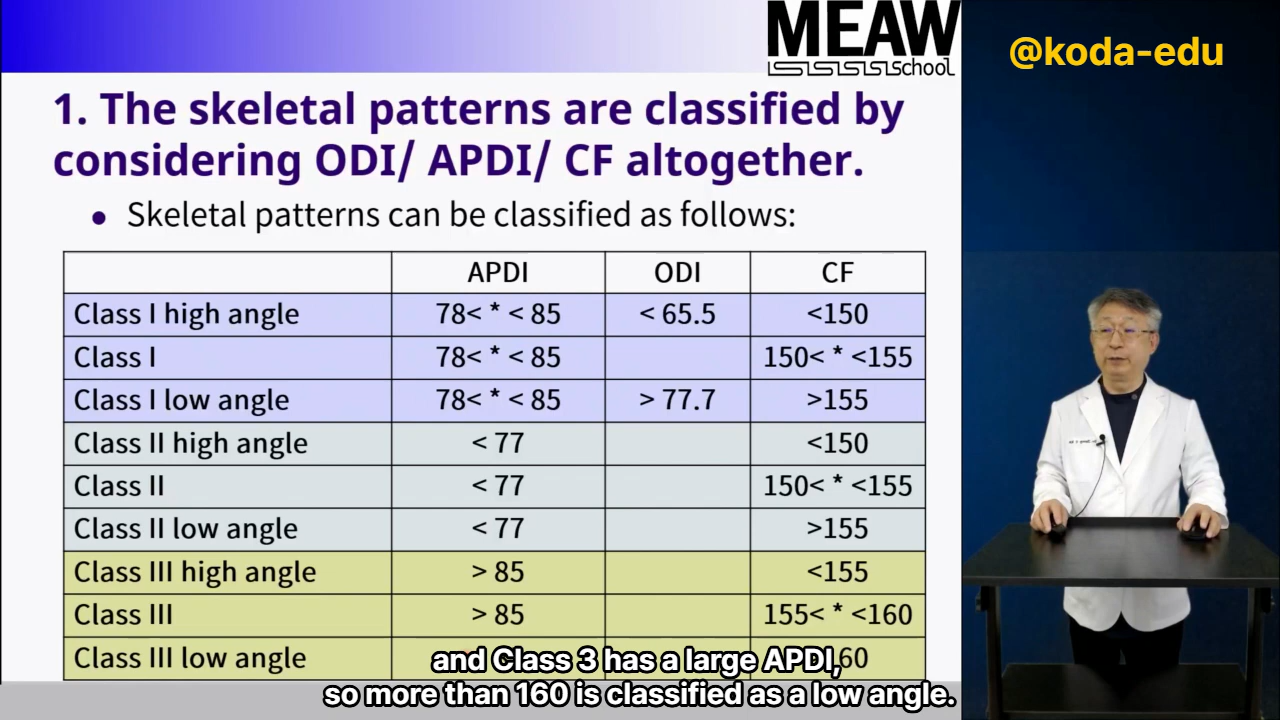 MEAW
school
@koda-edu
1. The skeletal patterns are classified by
considering ODI/ APDI/ CF altogether.
• Skeletal patterns can be classified as follows:
APDI ODI CF
Class I high angle 78< * < 85 < 65.5 <150
Class I 78< * < 85 150< * <155
Class I low angle 78< * < 85 > 77.7 >155
Class II high angle < 77 <150
Class II < 77 150< * <155
Class II low angle < 77 >155
Class III high angle > 85 <155
Class III > 85 155< * <160
Class III low angle 60
and Class 3 has a large APDI,
so more than 160 is classified as a low angle.